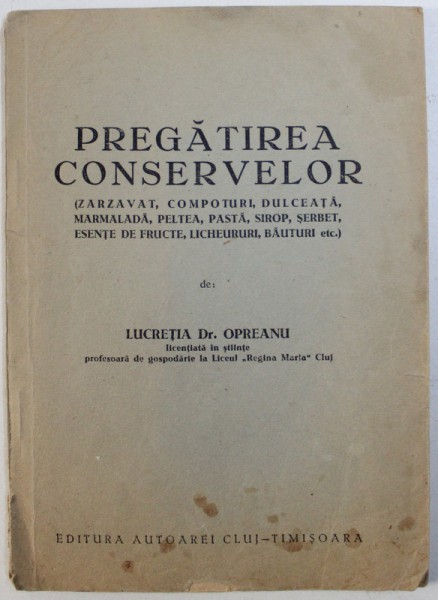 PREGĂTIREA
CONSERVELOR
(ZARZAVAT, COMPOTURI, DULCEAȚĂ,
MARMALADĂ, PELTEA, PASTĂ, SIROP, ȘERBET,
ESENȚE DE FRUCTE, LICHEURURI, BĂUTURI etc.)
de:
LUCREȚIA Dr. OPREANU
licențiată in științe
profesoară de gospodărie la Liceul „Regina Maria“ Cluj
EDITURA AUTOAREI CLUJ—TIMIȘOARA